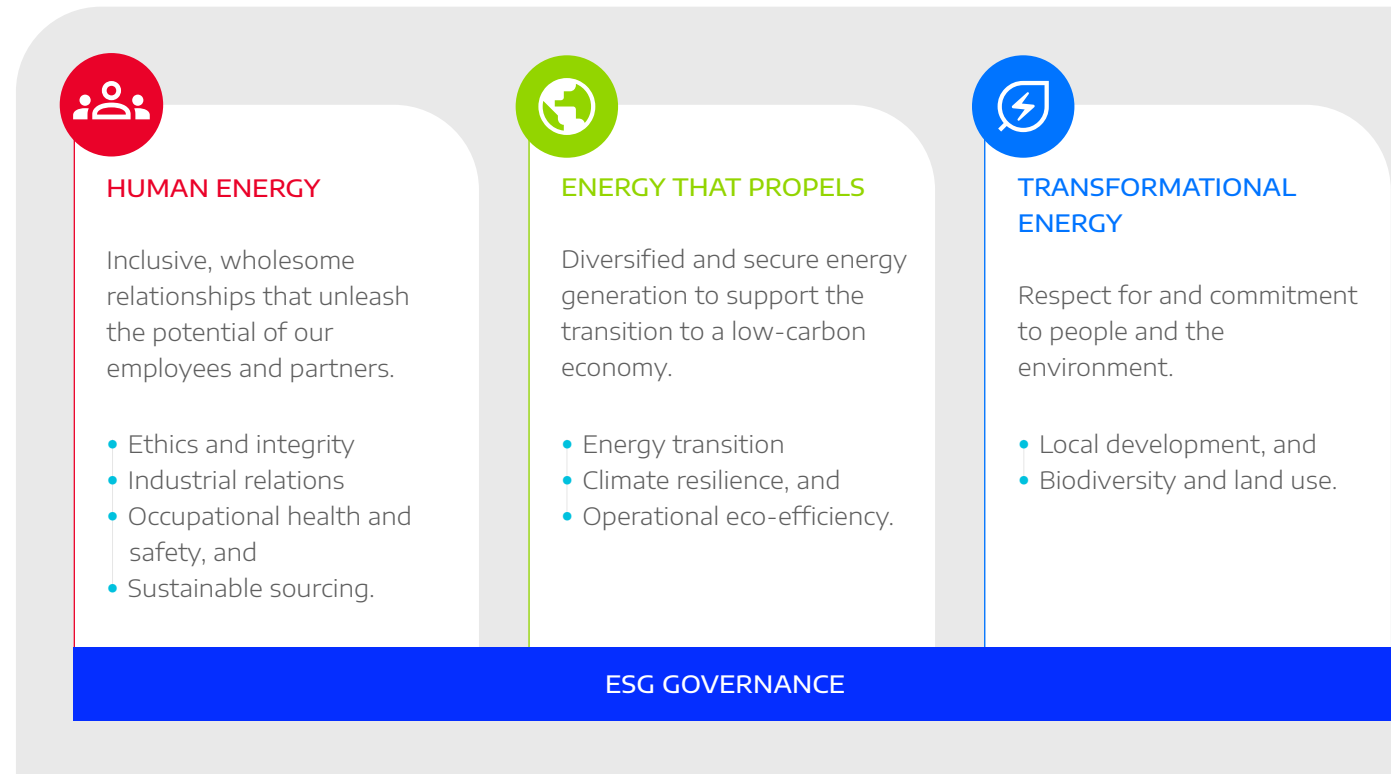 HUMAN ENERGY
Inclusive, wholesome
relationships that unleash
the potential of our
employees and partners.
• Ethics and integrity
• Industrial relations
• Occupational health and
safety, and
• Sustainable sourcing.
ENERGY THAT PROPELS
Diversified and secure energy
generation to support the
transition to a low-carbon
economy.
• Energy transition
• Climate resilience, and
• Operational eco-efficiency.
TRANSFORMATIONAL
ENERGY
Respect for and commitment
to people and the
environment.
• Local development, and
• Biodiversity and land use.
ESG GOVERNANCE